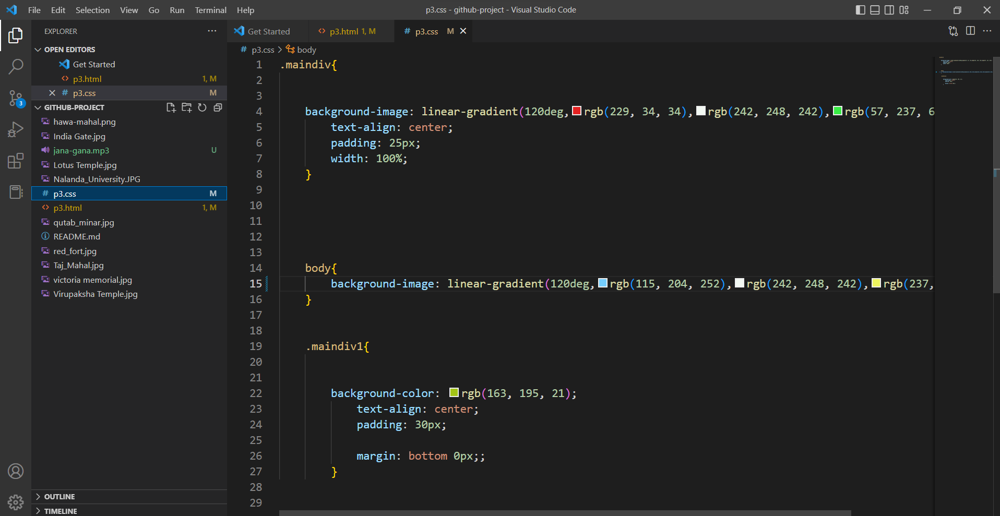 File Edit Selection View Go Run Terminal Help
p3.css - github-project - Visual Studio Code
EXPLORER
OPEN EDITORS
Get Started
p3.html 1, M
p3.css M
GITHUB-PROJECT
hawa-mahal.png
India Gate.jpg
jana-gana.mp3 U
Lotus Temple.jpg
Nalanda_University.JPG
p3.css M
p3.html 1, M
qutab_minar.jpg
README.md
red_fort.jpg
Taj_Mahal.jpg
victoria memorial.jpg
Virupaksha Temple.jpg
OUTLINE
TIMELINE
3
Get Started
p3.html 1, M
# p3.css M
# p3.css > body
1 .maindiv{
2
3
4 background-image: linear-gradient(120deg,rgb(229, 34, 34),rgb(242, 248, 242),rgb(57, 237, 6
5 text-align: center;
6 padding: 25px;
7 width: 100%;
8 }
9
10
11
12
13
14 body{
15 background-image: linear-gradient(120deg,rgb(115, 204, 252),rgb(242, 248, 242),rgb(237,
16 }
17
18
19 .maindiv1{
20
21
22 background-color: rgb(163, 195, 21);
23 text-align: center;
24 padding: 30px;
25
26 margin: bottom 0px;;
27 }
28
29